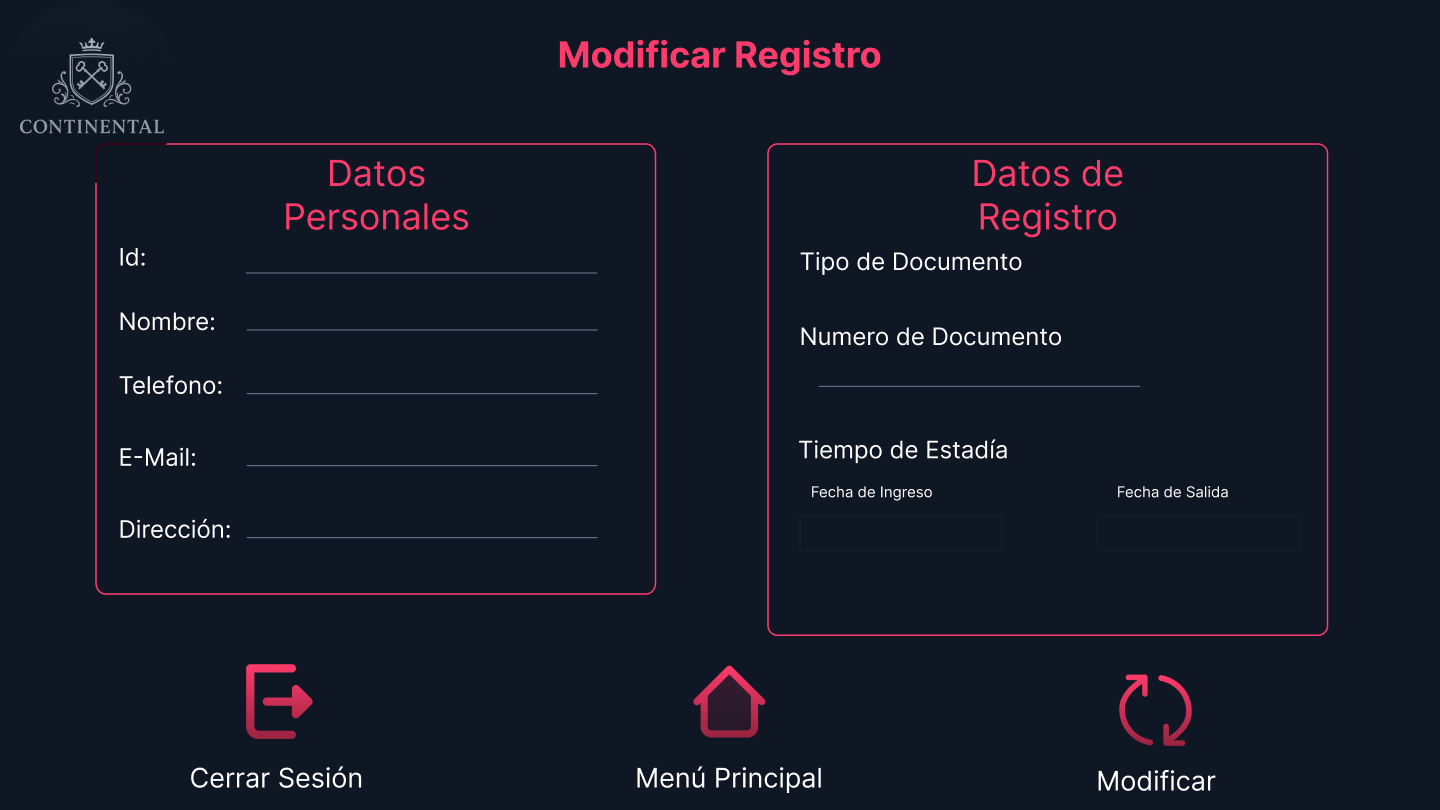 Modificar Registro
CONTINENTAL
Datos
Personales
Id:
Nombre:
Telefono:
E-Mail:
Dirección:
Datos de
Registro
Tipo de Documento
Numero de Documento
Tiempo de Estadía
Fecha de Ingreso
Fecha de Salida
Cerrar Sesión
Menú Principal
Modificar